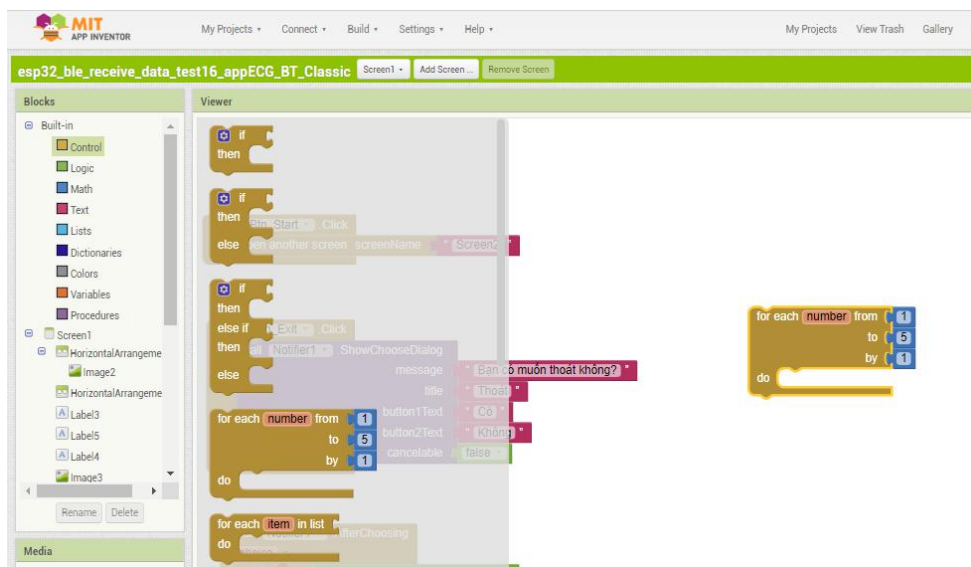 MIT
APP INVENTOR
My Projects Connect Build Settings Help
My Projects View Trash Gallery
esp32_ble_receive_data_test16_appECG_BT_Classic Screen1 Add Screen ... Remove Screen
Blocks
Viewer
Built-in
Control
Logic
Math
Text
Lists
Dictionaries
Colors
Variables
Procedures
Screen1
HorizontalArrangeme
Image2
HorizontalArrangeme
Label3
Label5
Label4
Image3
Rename Delete
Media
if
then
if
then
else
if
then
else if
then
else
for each number from 1
to 5
by 1
do
for each item in list
do
Btn_Start Click
another screen screenName " Screen2 "
Exit Click
Notifier1 ShowChooseDialog
message " Bạn có muốn thoát không? "
title " Thoát "
button1Text " Có "
button2Text " Không "
cancelable false
AfterChoosing
for each number from 1
to 5
by 1
do